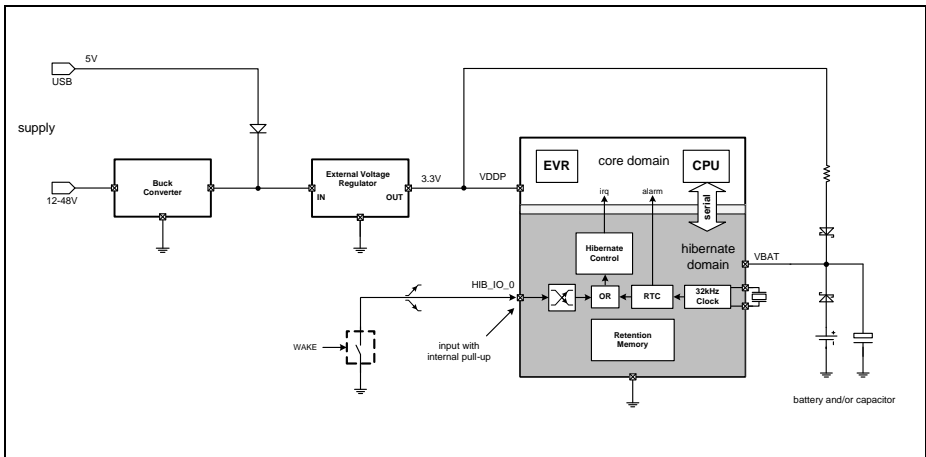 5V
USB
supply
12-48V
Buck
Converter
External Voltage
Regulator
IN
OUT
3.3V
VDDP
EVR
core domain
CPU
irq
alarm
serial
Hibernate
Control
hibernate
domain
VBAT
HIB_IO_0
OR
RTC
32kHz
Clock
input with
internal pull-up
WAKE
Retention
Memory
+
-
battery and/or capacitor